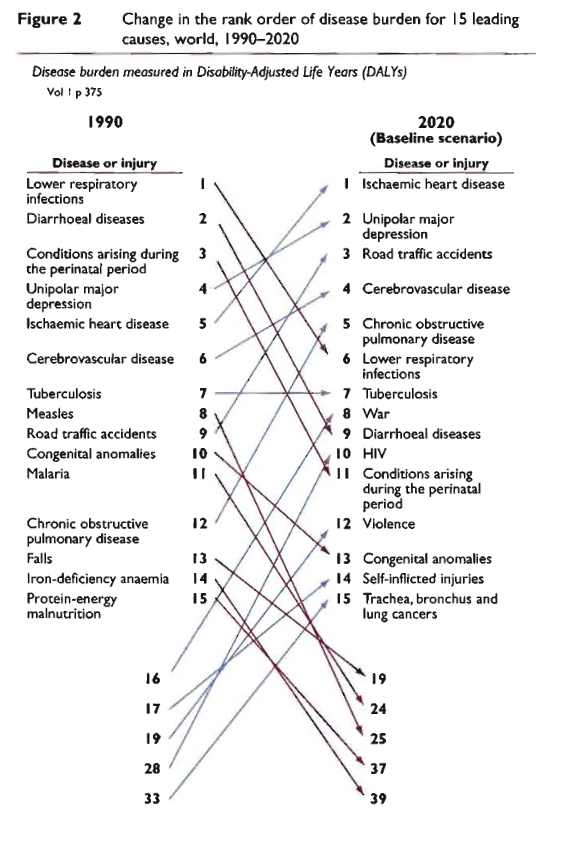 Figure 2 Change in the rank order of disease burden for 15 leading
causes, world, 1990–2020
Disease burden measured in Disability-Adjusted Life Years (DALYs)
Vol 1 p 375
1990
Disease or injury
Lower respiratory 1
infections
Diarrhoeal diseases 2
Conditions arising during 3
the perinatal period
Unipolar major 4
depression
Ischaemic heart disease 5
Cerebrovascular disease 6
Tuberculosis 7
Measles 8
Road traffic accidents 9
Congenital anomalies 10
Malaria 11
Chronic obstructive 12
pulmonary disease
Falls 13
Iron-deficiency anaemia 14
Protein-energy 15
malnutrition
16
17
19
28
33
2020
(Baseline scenario)
Disease or injury
1 Ischaemic heart disease
2 Unipolar major
depression
3 Road traffic accidents
4 Cerebrovascular disease
5 Chronic obstructive
pulmonary disease
6 Lower respiratory
infections
7 Tuberculosis
8 War
9 Diarrhoeal diseases
10 HIV
11 Conditions arising
during the perinatal
period
12 Violence
13 Congenital anomalies
14 Self-inflicted injuries
15 Trachea, bronchus and
lung cancers
19
24
25
37
39